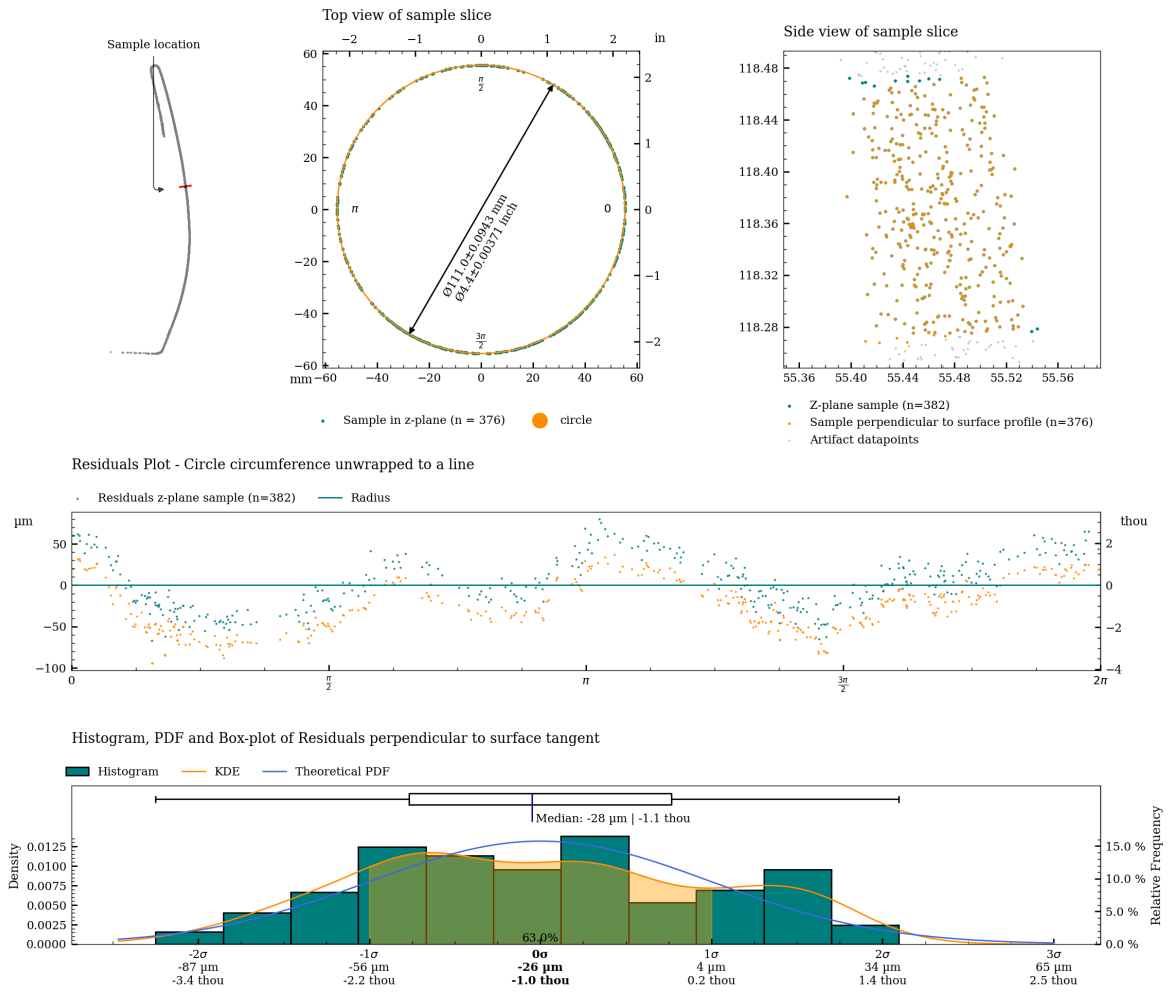 Sample location
Top view of sample slice
−2 −1 0 1 2 in
60
40
20
0
−20
−40
−60
2
1
0
−1
−2
π/2
π
0
3π/2
Ø111.0±0.0943 mm
Ø4.4±0.00371 inch
mm −60 −40 −20 0 20 40 60
Sample in z-plane (n = 376) circle
Side view of sample slice
118.48
118.44
118.40
118.36
118.32
118.28
55.36 55.40 55.44 55.48 55.52 55.56
Z-plane sample (n=382)
Sample perpendicular to surface profile (n=376)
Artifact datapoints
Residuals Plot - Circle circumference unwrapped to a line
Residuals z-plane sample (n=382) Radius
µm
thou
50
0
−50
−100
2
0
−2
−4
0 π/2 π 3π/2 2π
Histogram, PDF and Box-plot of Residuals perpendicular to surface tangent
Histogram KDE Theoretical PDF
Median: -28 µm | -1.1 thou
Density
0.0125
0.0100
0.0075
0.0050
0.0025
0.0000
Relative Frequency
15.0 %
10.0 %
5.0 %
0.0 %
63.0%
-2σ -1σ 0σ 1σ 2σ 3σ
-87 µm -56 µm -26 µm 4 µm 34 µm 65 µm
-3.4 thou -2.2 thou -1.0 thou 0.2 thou 1.4 thou 2.5 thou